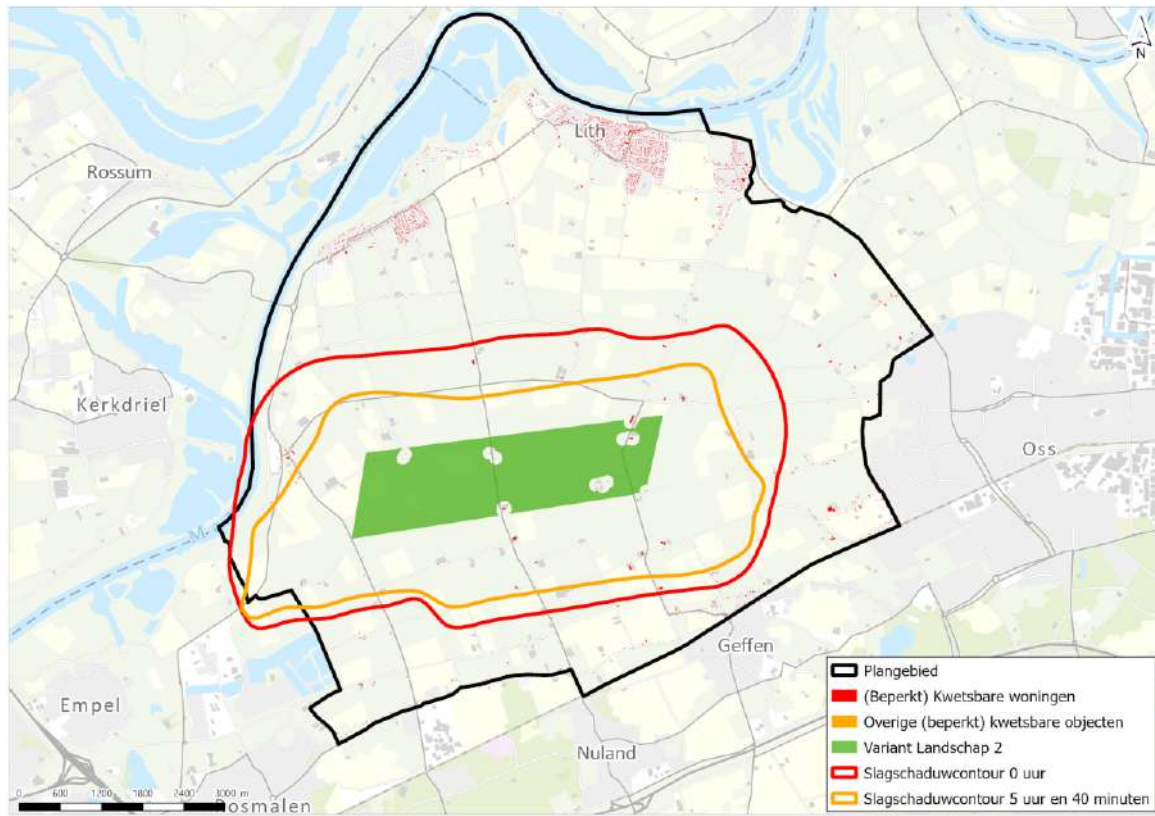 N
Lith
Rossum
Kerkdriel
Oss
M
Geffen
Empel
Nuland
Rosmalen
Plangebied
(Beperkt) Kwetsbare woningen
Overige (beperkt) kwetsbare objecten
Variant Landschap 2
Slagschaduwcontour 0 uur
Slagschaduwcontour 5 uur en 40 minuten
0 600 1200 1800 2400 3000 m